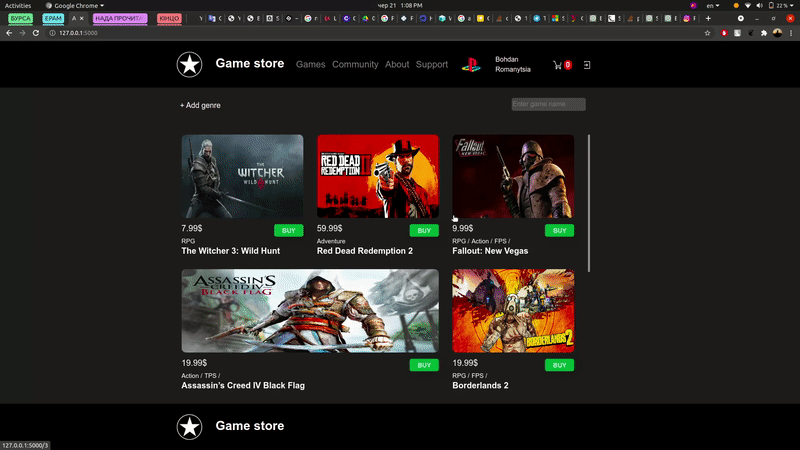 Activities
Google Chrome
чер 21 1:08 PM
en
22 %
БУРСА
ЕРАМ
НАДА ПРОЧИТА
КІНЦО
127.0.0.1:5000
Game store
Games
Community
About
Support
Bohdan
Romanytsia
0
+ Add genre
Enter game name
THE
WITCHER
WILD HUNT
RED DEAD
REDEMPTION II
Fallout
NEW VEGAS
7.99$
BUY
RPG
The Witcher 3: Wild Hunt
59.99$
BUY
Adventure
Red Dead Redemption 2
9.99$
BUY
RPG / Action / FPS /
Fallout: New Vegas
ASSASSIN'S
CREED IV
BLACK FLAG
BORDERLANDS 2
19.99$
BUY
Action / TPS /
Assassin's Creed IV Black Flag
19.99$
BUY
RPG / FPS /
Borderlands 2
Game store
127.0.0.1:5000/3